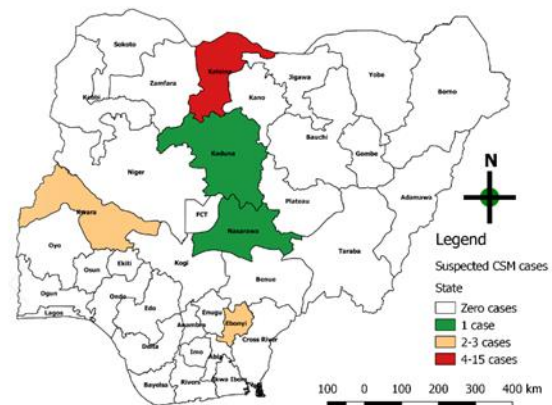 Sokoto
Katsina
Zamfara
Jigawa
Yobe
Borno
Kebbi
Kano
Kaduna
Bauchi
Gombe
Niger
Adamawa
Plateau
FCT
Kwara
Nasarawa
Taraba
Oyo
Kogi
Ekiti
Osun
Benue
Ogun
Ondo
Edo
Enugu
Lagos
Anambra
Ebonyi
Cross River
Delta
Imo
Abia
Bayelsa
Rivers
Akwa Ibom
N
Legend
Suspected CSM cases
State
Zero cases
1 case
2-3 cases
4-15 cases
100 0 100 200 300 400 km